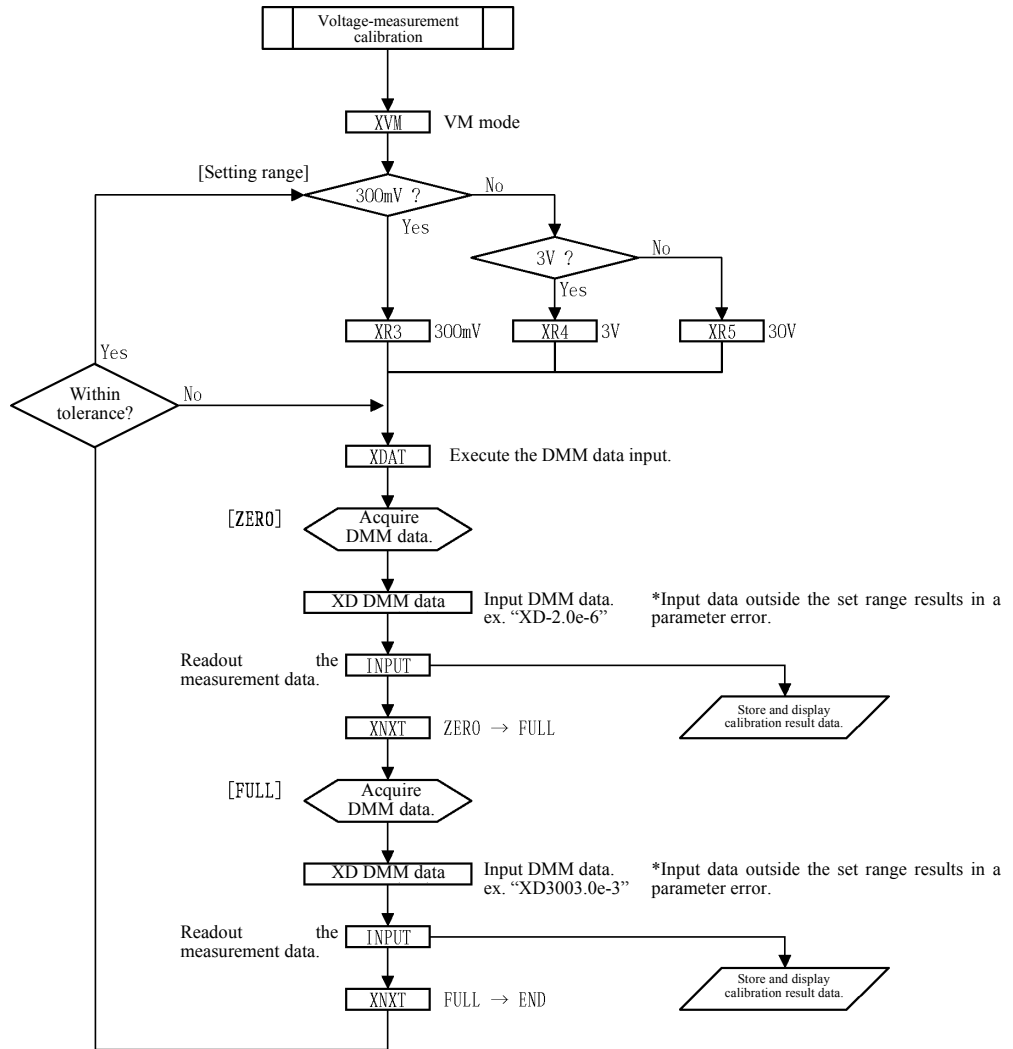 Voltage-measurement
calibration
XVM VM mode
[Setting range]
300mV ?
No
Yes
3V ?
No
Yes
XR3 300mV
XR4 3V
XR5 30V
Yes
Within
tolerance?
No
XDAT Execute the DMM data input.
[ZERO]
Acquire
DMM data.
XD DMM data
Input DMM data.
ex. “XD-2.0e-6”
*Input data outside the set range results in a
parameter error.
Readout the
measurement data.
INPUT
Store and display
calibration result data.
XNXT ZERO → FULL
[FULL]
Acquire
DMM data.
XD DMM data
Input DMM data.
ex. “XD3003.0e-3”
*Input data outside the set range results in a
parameter error.
Readout the
measurement data.
INPUT
Store and display
calibration result data.
XNXT FULL → END